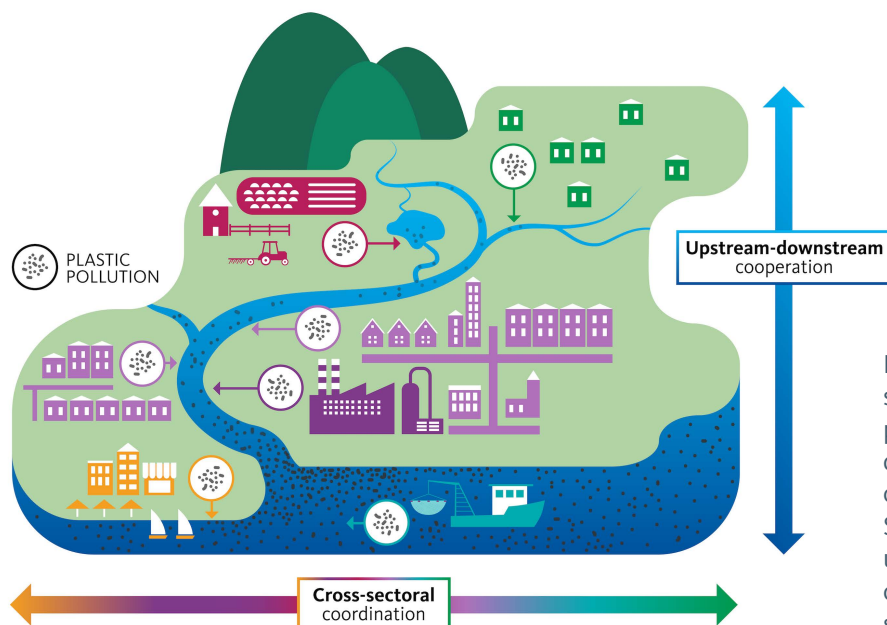 PLASTIC
POLLUTION
Upstream-downstream
cooperation
Cross-sectoral
coordination